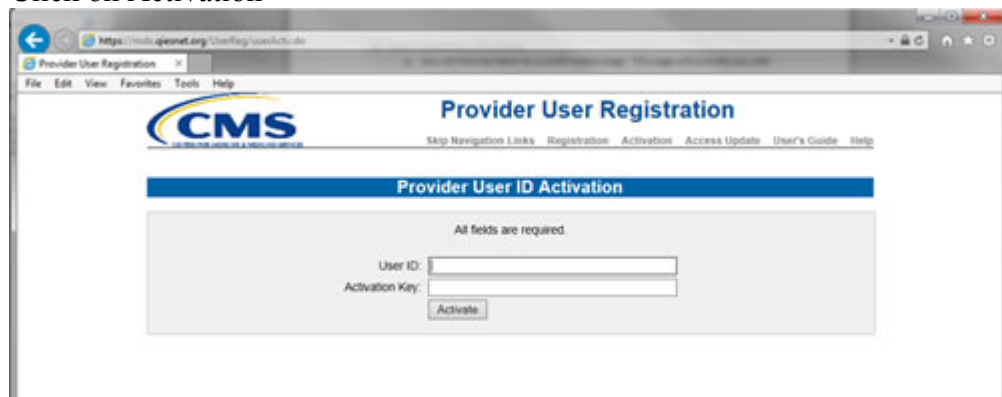 Click on Activation
https://mds.qiesnet.org/UserReg/userActv.do
Provider User Registration
File Edit View Favorites Tools Help
CMS
Provider User Registration
Skip Navigation Links Registration Activation Access Update User's Guide Help
Provider User ID Activation
All fields are required.
User ID:
Activation Key:
Activate